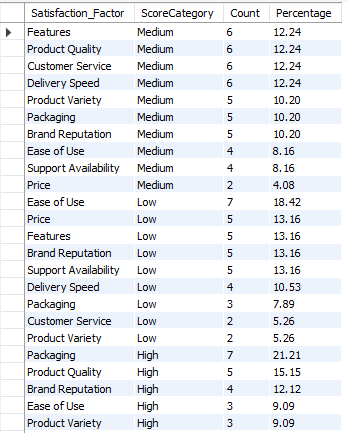 Satisfaction_Factor ScoreCategory Count Percentage
Features Medium 6 12.24
Product Quality Medium 6 12.24
Customer Service Medium 6 12.24
Delivery Speed Medium 6 12.24
Product Variety Medium 5 10.20
Packaging Medium 5 10.20
Brand Reputation Medium 5 10.20
Ease of Use Medium 4 8.16
Support Availability Medium 4 8.16
Price Medium 2 4.08
Ease of Use Low 7 18.42
Price Low 5 13.16
Features Low 5 13.16
Brand Reputation Low 5 13.16
Support Availability Low 5 13.16
Delivery Speed Low 4 10.53
Packaging Low 3 7.89
Customer Service Low 2 5.26
Product Variety Low 2 5.26
Packaging High 7 21.21
Product Quality High 5 15.15
Brand Reputation High 4 12.12
Ease of Use High 3 9.09
Product Variety High 3 9.09